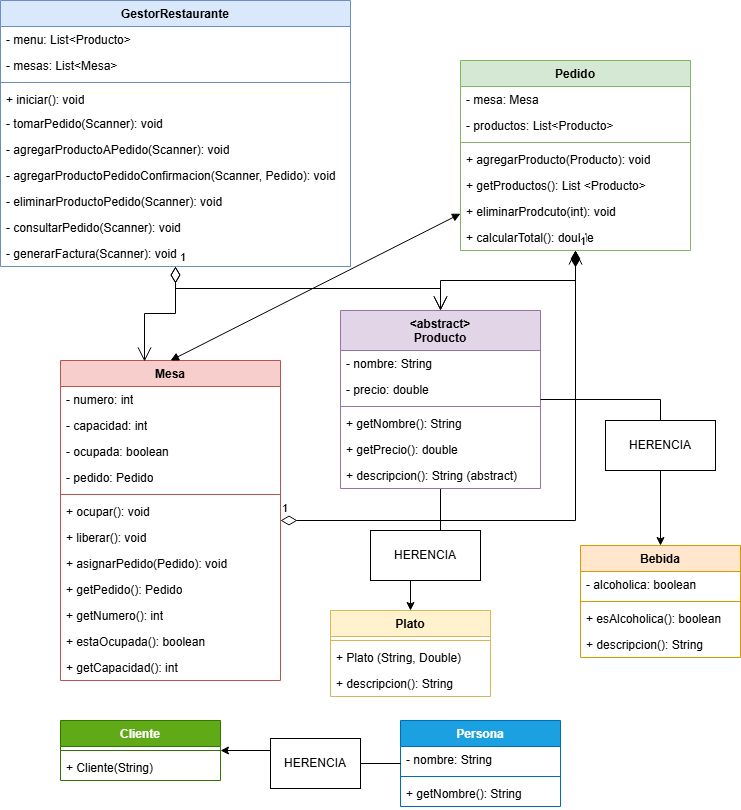 GestorRestaurante
- menu: List<Producto>
- mesas: List<Mesa>
+ iniciar(): void
- tomarPedido(Scanner): void
- agregarProductoAPedido(Scanner): void
- agregarProductoPedidoConfirmacion(Scanner, Pedido): void
- eliminarProductoPedido(Scanner): void
- consultarPedido(Scanner): void
- generarFactura(Scanner): void
1
Pedido
- mesa: Mesa
- productos: List<Producto>
+ agregarProducto(Producto): void
+ getProductos(): List <Producto>
+ eliminarProdcuto(int): void
+ calcularTotal(): double
1
<abstract>
Producto
- nombre: String
- precio: double
+ getNombre(): String
+ getPrecio(): double
+ descripcion(): String (abstract)
Mesa
- numero: int
- capacidad: int
- ocupada: boolean
- pedido: Pedido
+ ocupar(): void
+ liberar(): void
+ asignarPedido(Pedido): void
+ getPedido(): Pedido
+ getNumero(): int
+ estaOcupada(): boolean
+ getCapacidad(): int
1
HERENCIA
HERENCIA
Bebida
- alcoholica: boolean
+ esAlcoholica(): boolean
+ descripcion(): String
Plato
+ Plato (String, Double)
+ descripcion(): String
Cliente
+ Cliente(String)
HERENCIA
Persona
- nombre: String
+ getNombre(): String